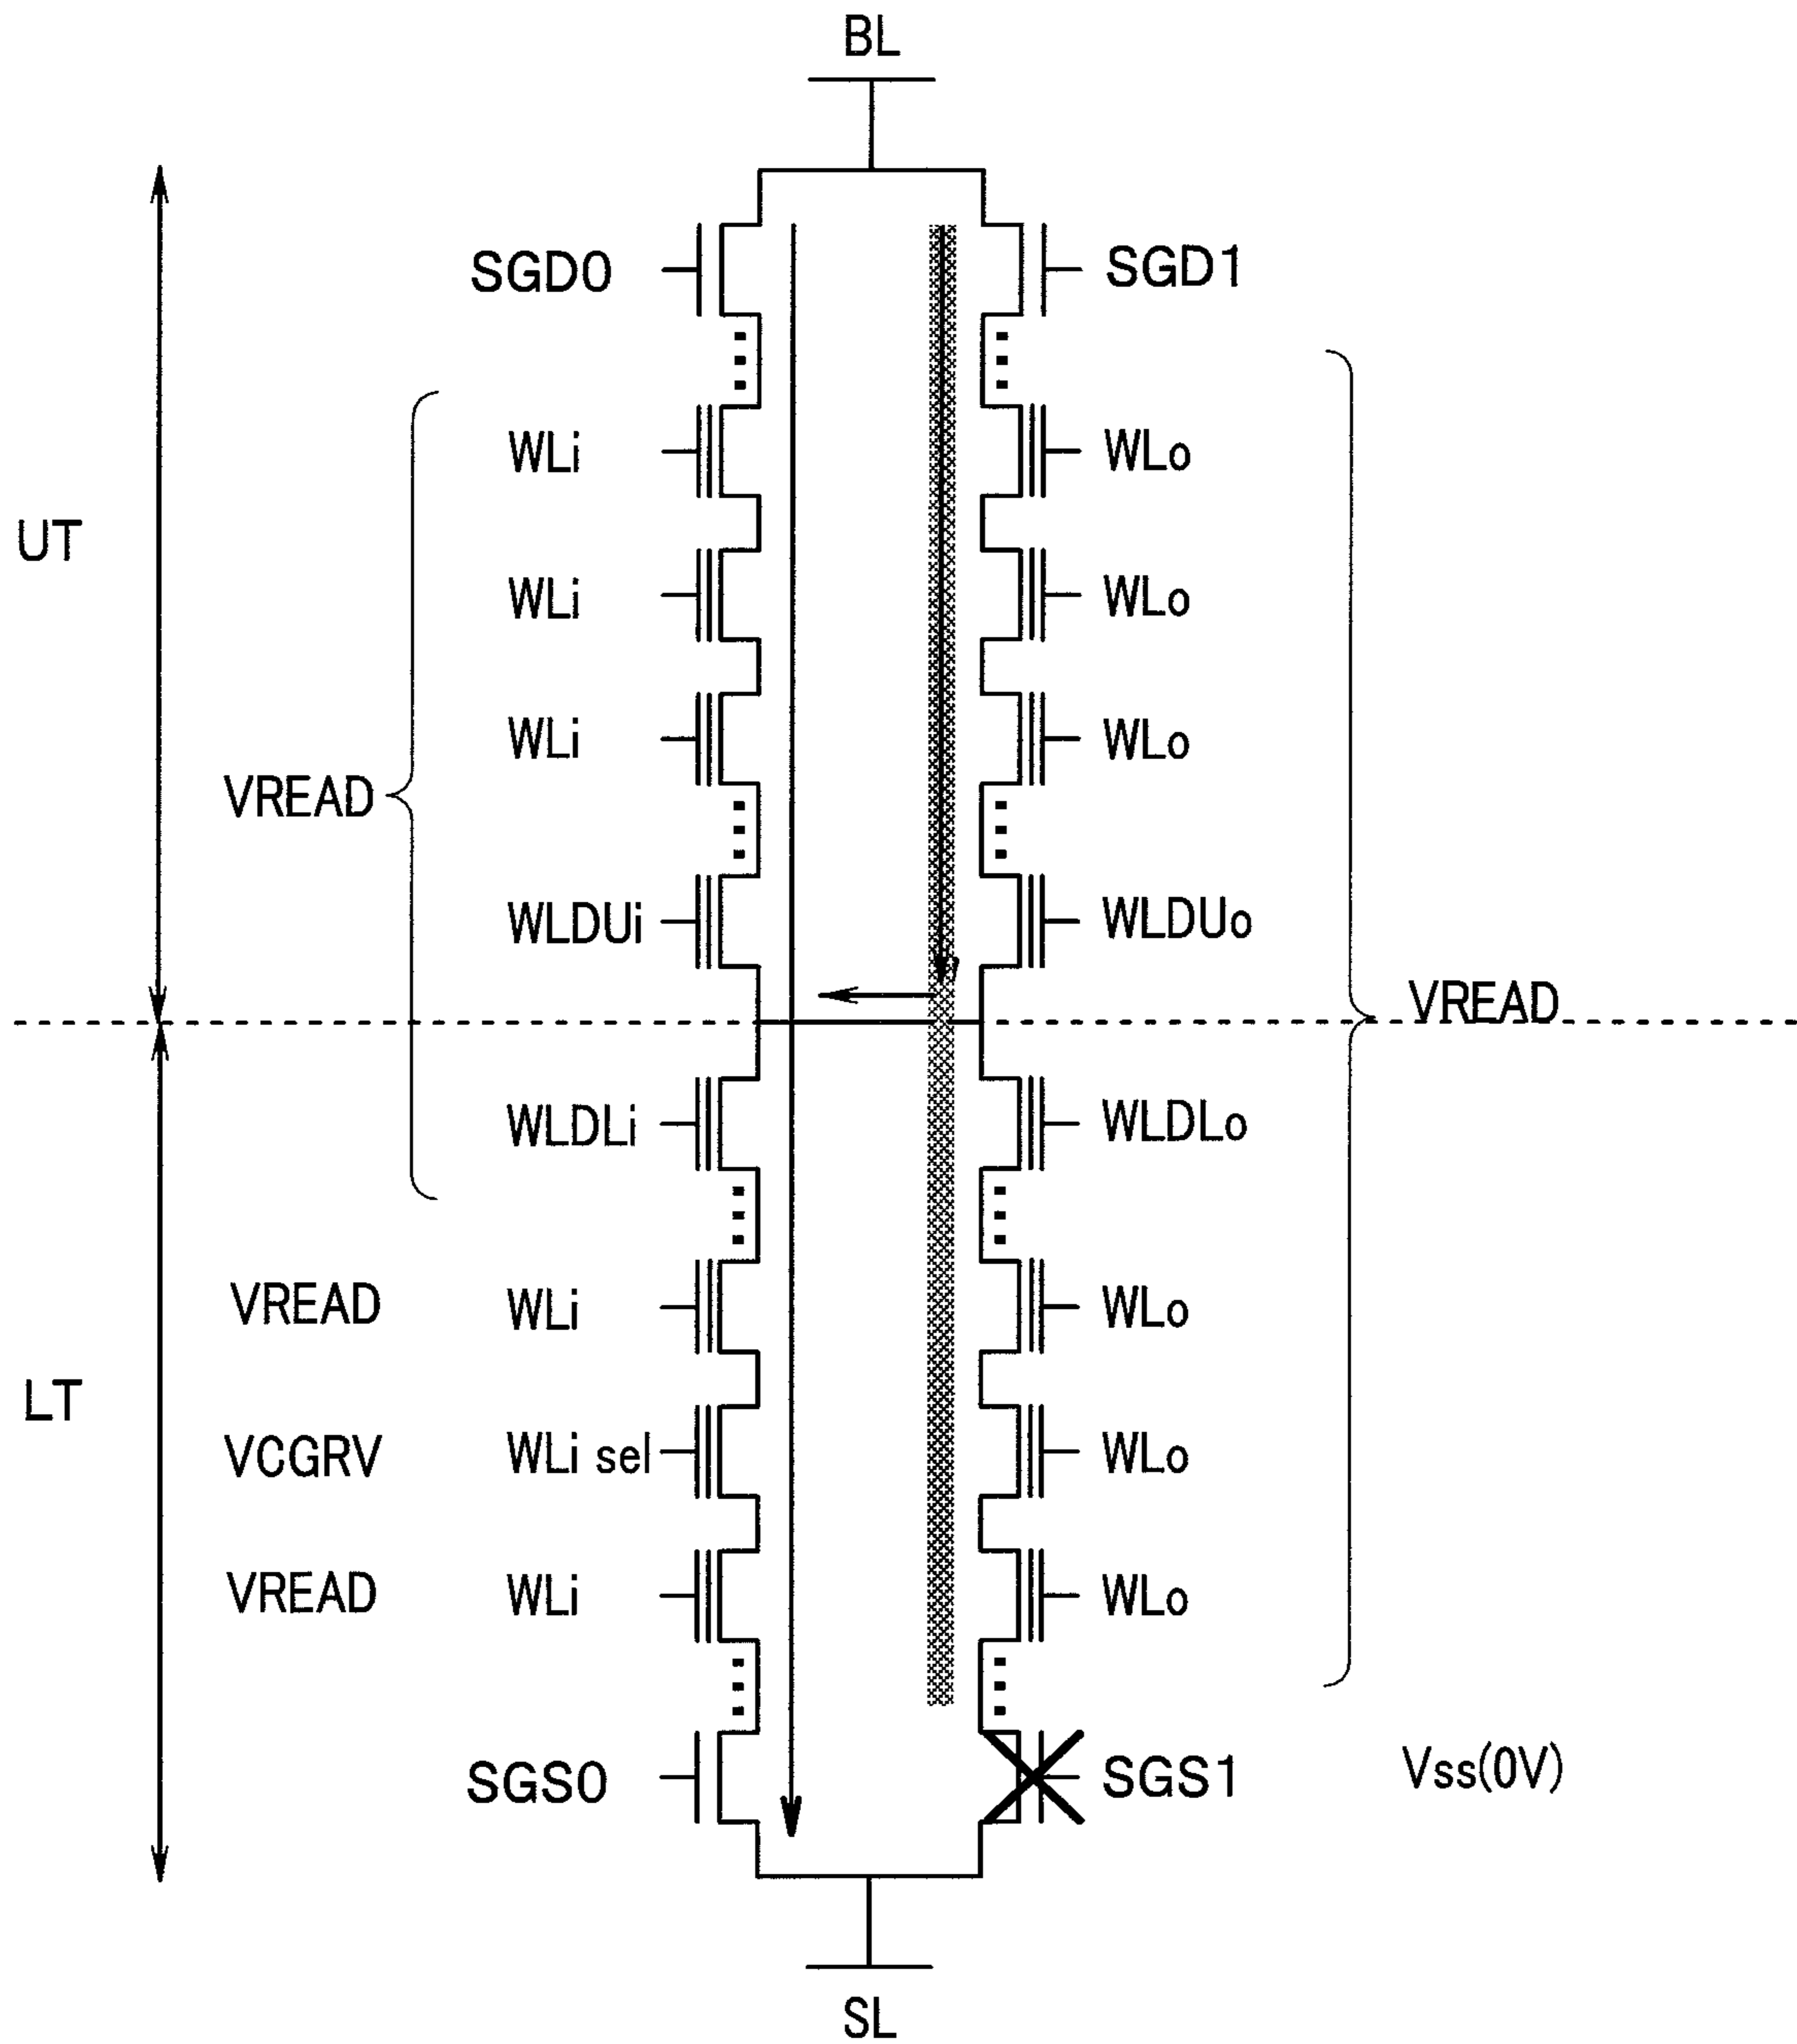 BL
SGD0 SGD1
WLi WLo
UT
WLi WLo
WLi WLo
VREAD
WLDUi WLDUo
VREAD
WLDLi WLDLo
VREAD WLi WLo
LT
VCGRV WLi sel WLo
VREAD WLi WLo
SGS0 SGS1 Vss(0V)
SL